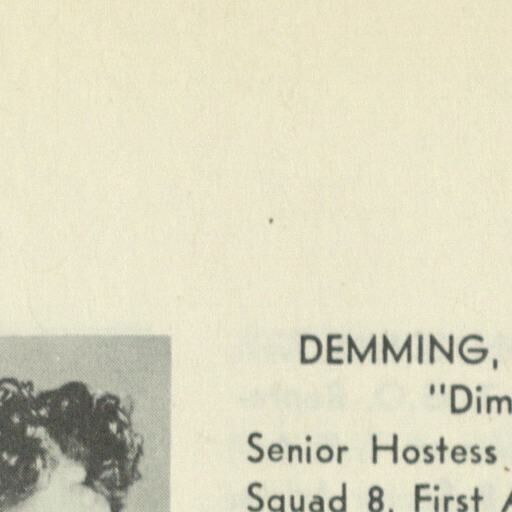 DEMMING,
"Dim
Senior Hostess
Squad 8, First